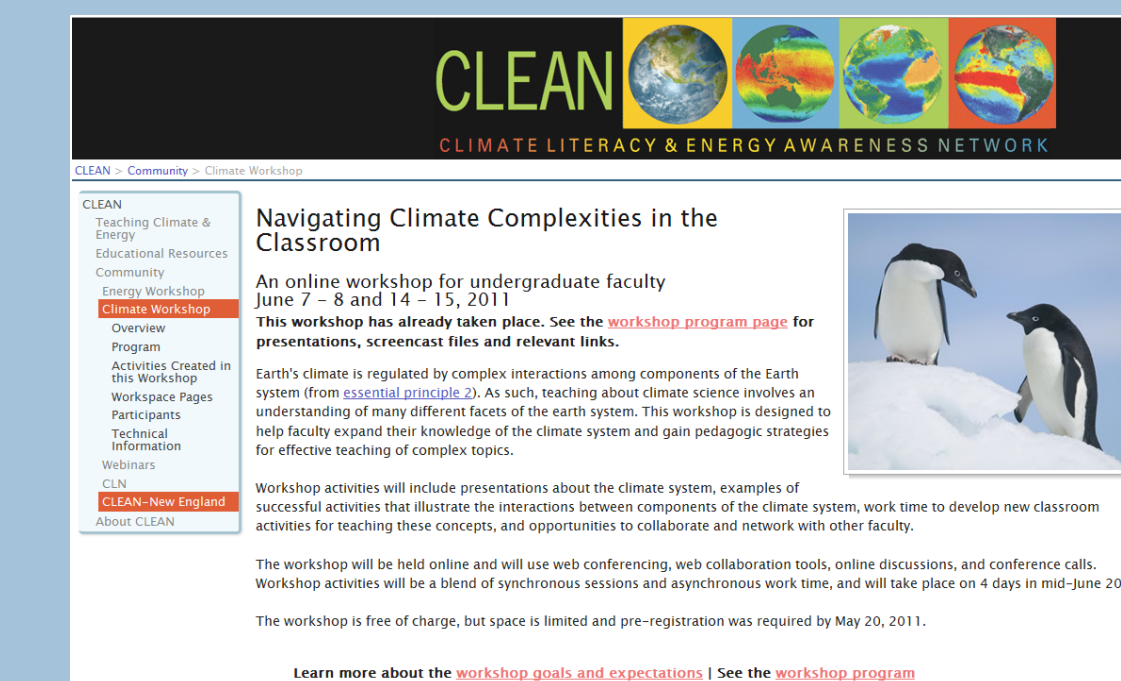 CLEAN
CLIMATE LITERACY & ENERGY AWARENESS NETWORK
CLEAN > Community > Climate Workshop
CLEAN
Teaching Climate &
Energy
Educational Resources
Community
Energy Workshop
Climate Workshop
Overview
Program
Activities Created in
this Workshop
Workspace Pages
Participants
Technical
Information
Webinars
CLN
CLEAN-New England
About CLEAN
Navigating Climate Complexities in the
Classroom
An online workshop for undergraduate faculty
June 7 - 8 and 14 - 15, 2011
This workshop has already taken place. See the workshop program page for
presentations, screencast files and relevant links.
Earth's climate is regulated by complex interactions among components of the Earth
system (from essential principle 2). As such, teaching about climate science involves an
understanding of many different facets of the earth system. This workshop is designed to
help faculty expand their knowledge of the climate system and gain pedagogic strategies
for effective teaching of complex topics.
Workshop activities will include presentations about the climate system, examples of
successful activities that illustrate the interactions between components of the climate system, work time to develop new classroom
activities for teaching these concepts, and opportunities to collaborate and network with other faculty.
The workshop will be held online and will use web conferencing, web collaboration tools, online discussions, and conference calls.
Workshop activities will be a blend of synchronous sessions and asynchronous work time, and will take place on 4 days in mid-June 20
The workshop is free of charge, but space is limited and pre-registration was required by May 20, 2011.
Learn more about the workshop goals and expectations | See the workshop program